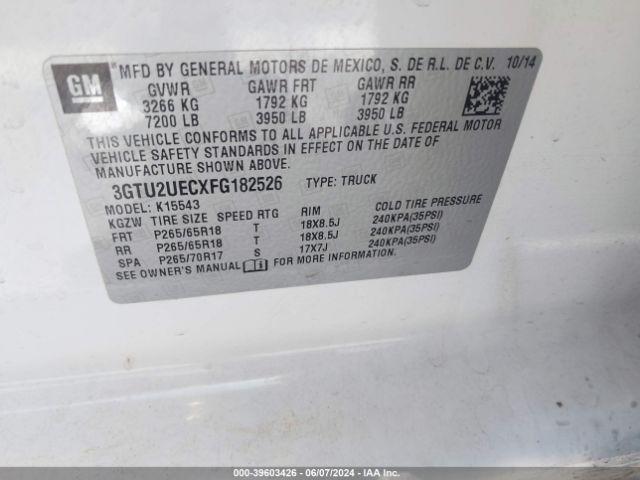 GM
*MFD BY GENERAL MOTORS DE MEXICO, S. DE R.L. DE C.V. 10/14
GVWR GAWR FRT GAWR RR
3266 KG 1792 KG 1792 KG
7200 LB 3950 LB 3950 LB
THIS VEHICLE CONFORMS TO ALL APPLICABLE U.S. FEDERAL MOTOR
VEHICLE SAFETY STANDARDS IN EFFECT ON THE DATE OF
MANUFACTURE SHOWN ABOVE.
3GTU2UECXFG182526 TYPE: TRUCK
MODEL: K15543
KGZW TIRE SIZE SPEED RTG RIM COLD TIRE PRESSURE
FRT P265/65R18 T 18X8.5J 240KPA(35PSI)
RR P265/65R18 T 18X8.5J 240KPA(35PSI)
SPA P265/70R17 S 17X7J 240KPA(35PSI)
SEE OWNER'S MANUAL FOR MORE INFORMATION.
000-39603426 - 06/07/2024 - IAA Inc.